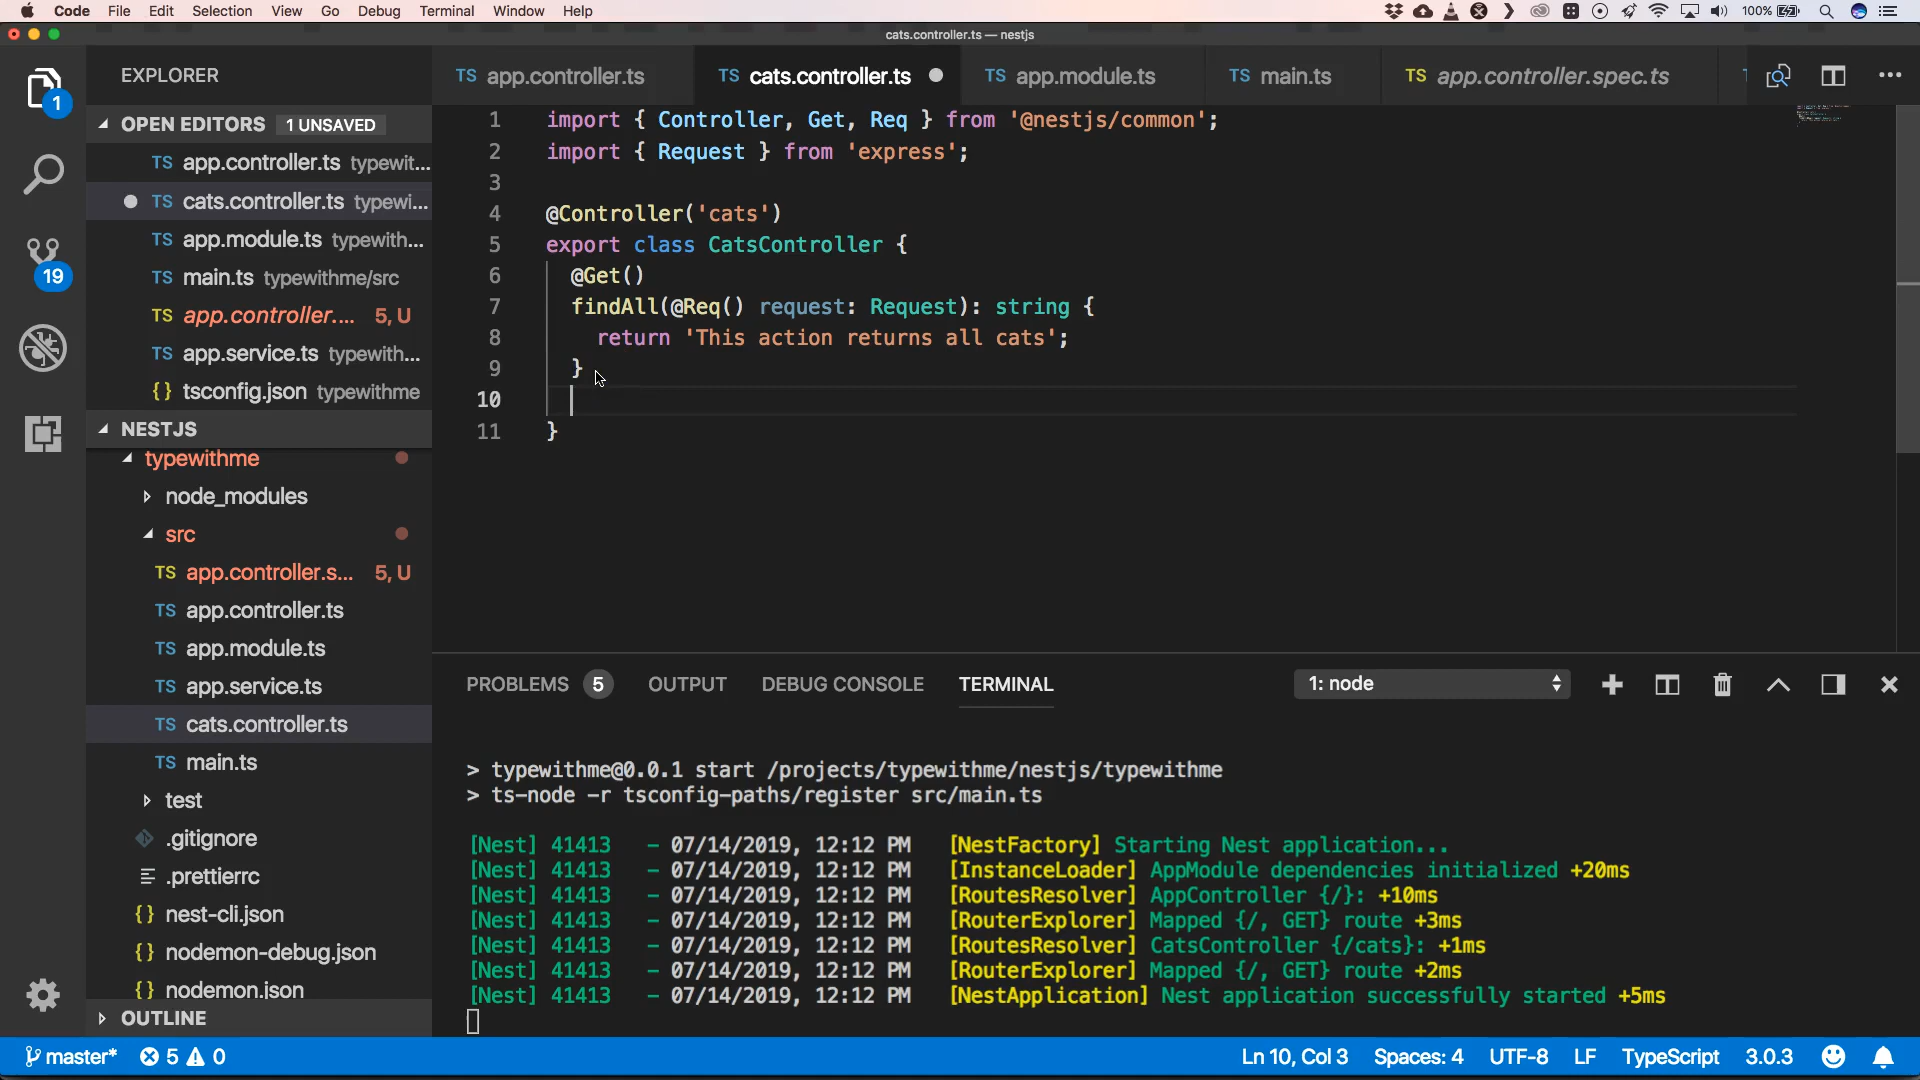 Code File Edit Selection View Go Debug Terminal Window Help 100%
cats.controller.ts — nestjs
EXPLORER
1
OPEN EDITORS 1 UNSAVED
TS app.controller.ts typewit...
TS cats.controller.ts typewi...
TS app.module.ts typewith...
TS main.ts typewithme/src
TS app.controller.... 5, U
TS app.service.ts typewith...
{} tsconfig.json typewithme
19
NESTJS
typewithme
node_modules
src
TS app.controller.s... 5, U
TS app.controller.ts
TS app.module.ts
TS app.service.ts
TS cats.controller.ts
TS main.ts
test
.gitignore
.prettierrc
{} nest-cli.json
{} nodemon-debug.json
{} nodemon.json
OUTLINE
TS app.controller.ts TS cats.controller.ts TS app.module.ts TS main.ts TS app.controller.spec.ts
1 import { Controller, Get, Req } from '@nestjs/common';
2 import { Request } from 'express';
3
4 @Controller('cats')
5 export class CatsController {
6 @Get()
7 findAll(@Req() request: Request): string {
8 return 'This action returns all cats';
9 }
10
11 }
PROBLEMS 5 OUTPUT DEBUG CONSOLE TERMINAL 1: node
> typewithme@0.0.1 start /projects/typewithme/nestjs/typewithme
> ts-node -r tsconfig-paths/register src/main.ts
[Nest] 41413 - 07/14/2019, 12:12 PM [NestFactory] Starting Nest application...
[Nest] 41413 - 07/14/2019, 12:12 PM [InstanceLoader] AppModule dependencies initialized +20ms
[Nest] 41413 - 07/14/2019, 12:12 PM [RoutesResolver] AppController {/}: +10ms
[Nest] 41413 - 07/14/2019, 12:12 PM [RouterExplorer] Mapped {/, GET} route +3ms
[Nest] 41413 - 07/14/2019, 12:12 PM [RoutesResolver] CatsController {/cats}: +1ms
[Nest] 41413 - 07/14/2019, 12:12 PM [RouterExplorer] Mapped {/, GET} route +2ms
[Nest] 41413 - 07/14/2019, 12:12 PM [NestApplication] Nest application successfully started +5ms
master* 5 0 Ln 10, Col 3 Spaces: 4 UTF-8 LF TypeScript 3.0.3